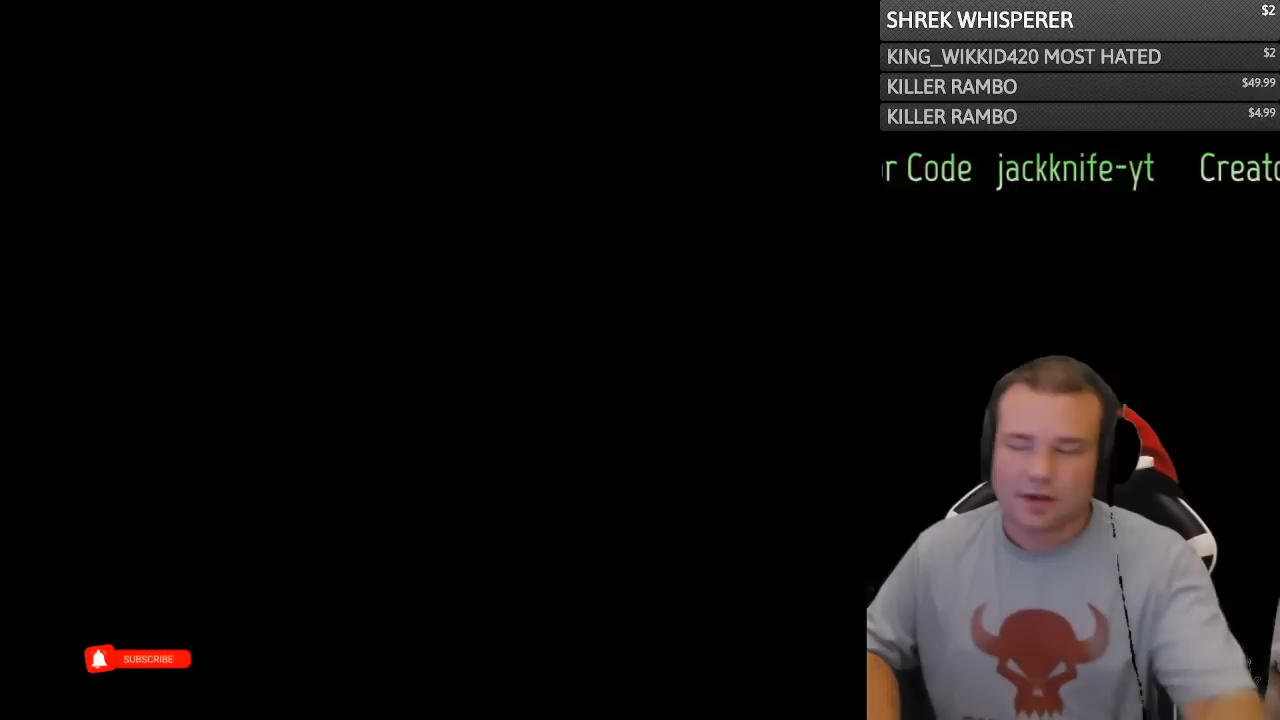 SHREK WHISPERER $2
KING_WIKKID420 MOST HATED $2
KILLER RAMBO $49.99
KILLER RAMBO $4.99
r Code jackknife-yt Creato
SUBSCRIBE